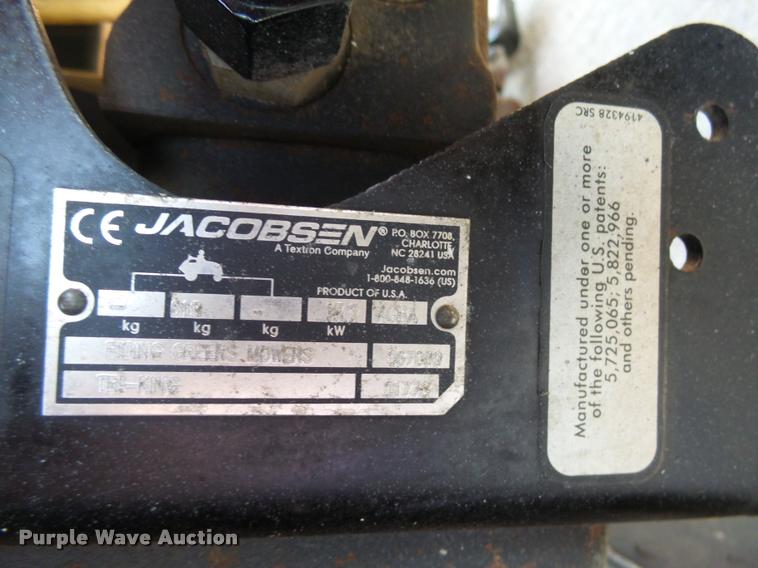 CE JACOBSEN®
A Textron Company
P.O. BOX 7708,
CHARLOTTE,
NC 28241 USA
Jacobsen.com
1-800-848-1636 (US)
PRODUCT OF U.S.A.
kg kg kg kW
RIDING GREENS MOWERS
TRI-KING
4194328 SRC
Manufactured under one or more
of the following U.S. patents:
5,725,065; 5,822,966
and others pending.
Purple Wave Auction